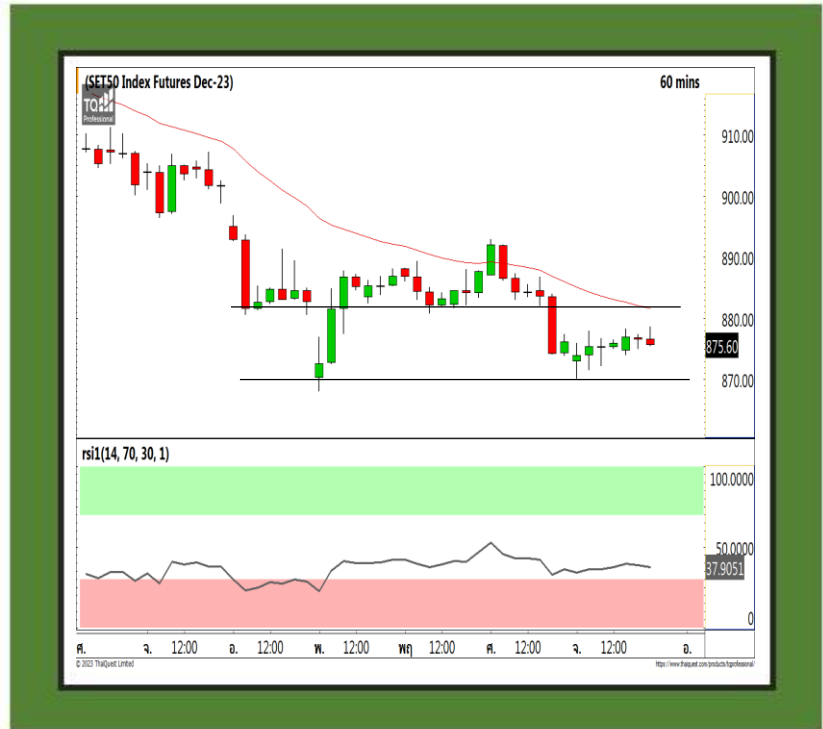 (SET50 Index Futures Dec-23) 60 mins
TQ
Professional
910.00
900.00
890.00
880.00
875.60
870.00
rsi1(14, 70, 30, 1)
100.0000
50.0000
37.9051
0
ศ. จ. 12:00 อ. 12:00 พ. 12:00 พฤ 12:00 ศ. 12:00 จ. 12:00 อ.
© 2023 ThaiQuest Limited https://www.thaiquest.com/products/tqprofessional/